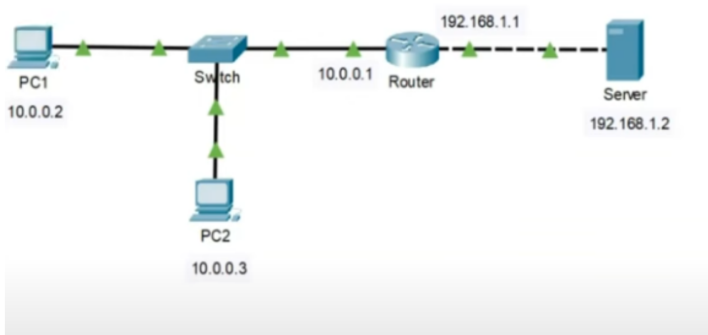 192.168.1.1
PC1
10.0.0.2
Switch
10.0.0.1
Router
Server
192.168.1.2
PC2
10.0.0.3